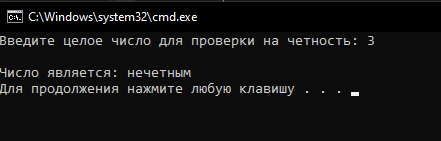 C:\Windows\system32\cmd.exe
Введите целое число для проверки на четность: 3
Число является: нечетным
Для продолжения нажмите любую клавишу . . .